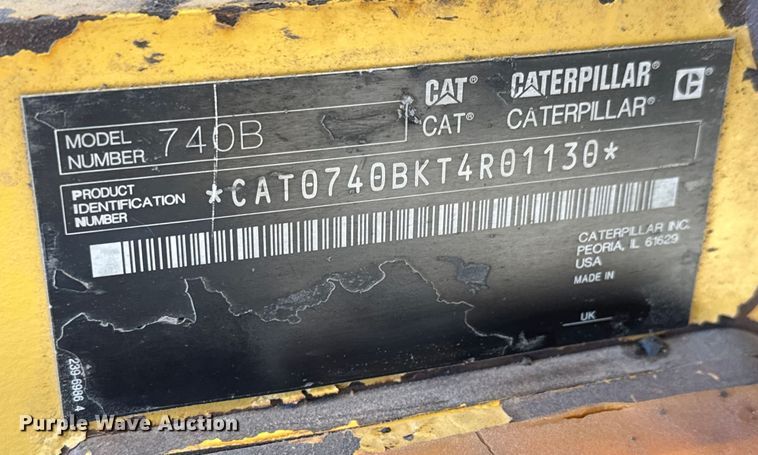 CAT® CATERPILLAR®
CAT® CATERPILLAR®
MODEL NUMBER 740B
PRODUCT IDENTIFICATION NUMBER *CAT0740BKT4R01130*
CATERPILLAR INC.
PEORIA, IL 61629
USA
MADE IN
UK
239-6986 4
Purple Wave Auction